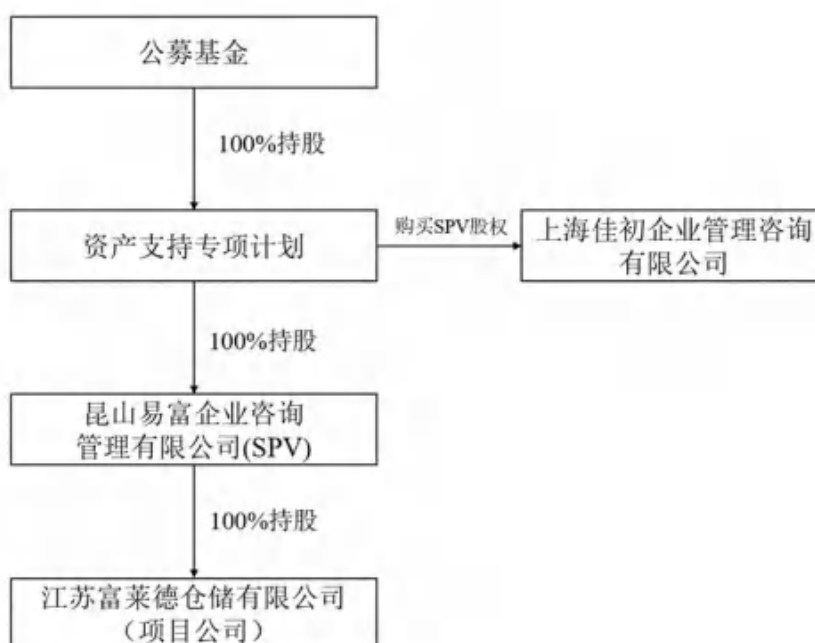 公募基金
100%持股
资产支持专项计划
购买SPV股权
上海佳初企业管理咨询
有限公司
100%持股
昆山易富企业咨询
管理有限公司(SPV)
100%持股
江苏富莱德仓储有限公司
（项目公司）